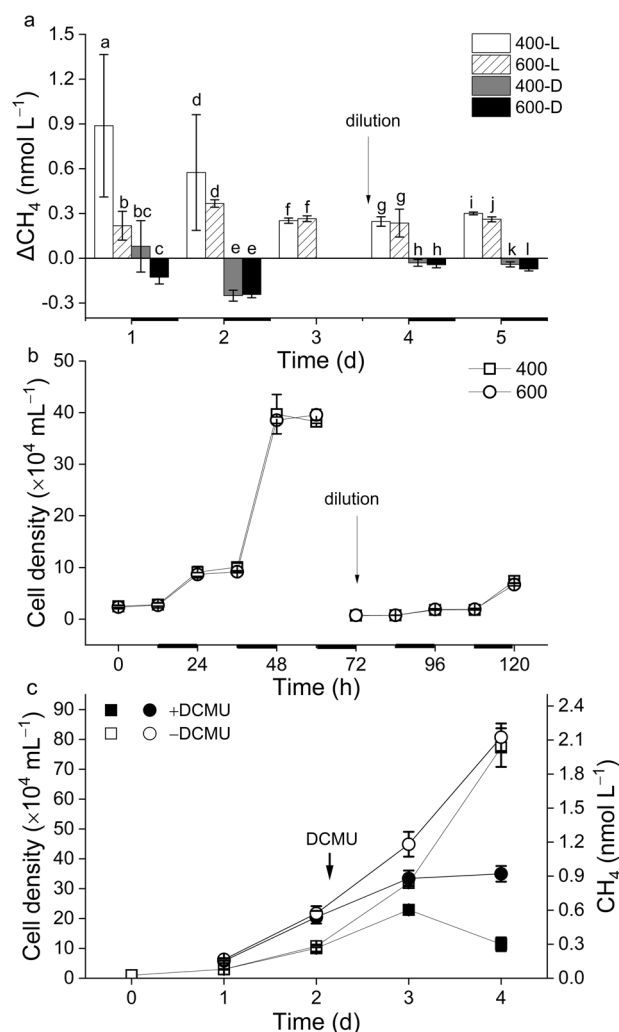 a
ΔCH₄ (nmol L⁻¹)
1.5
1.2
0.9
0.6
0.3
0.0
-0.3
400-L
600-L
400-D
600-D
dilution
a
b
bc
c
d
d
e
e
f
f
g
g
h
h
i
j
k
l
1 2 3 4 5
Time (d)
b
Cell density (×10⁴ mL⁻¹)
50
40
30
20
10
0
400
600
dilution
0 24 48 72 96 120
Time (h)
c
Cell density (×10⁴ mL⁻¹)
90
80
70
60
50
40
30
20
10
0
+DCMU
−DCMU
DCMU
2.4
2.1
1.8
1.5
1.2
0.9
0.6
0.3
0.0
CH₄ (nmol L⁻¹)
0 1 2 3 4
Time (d)